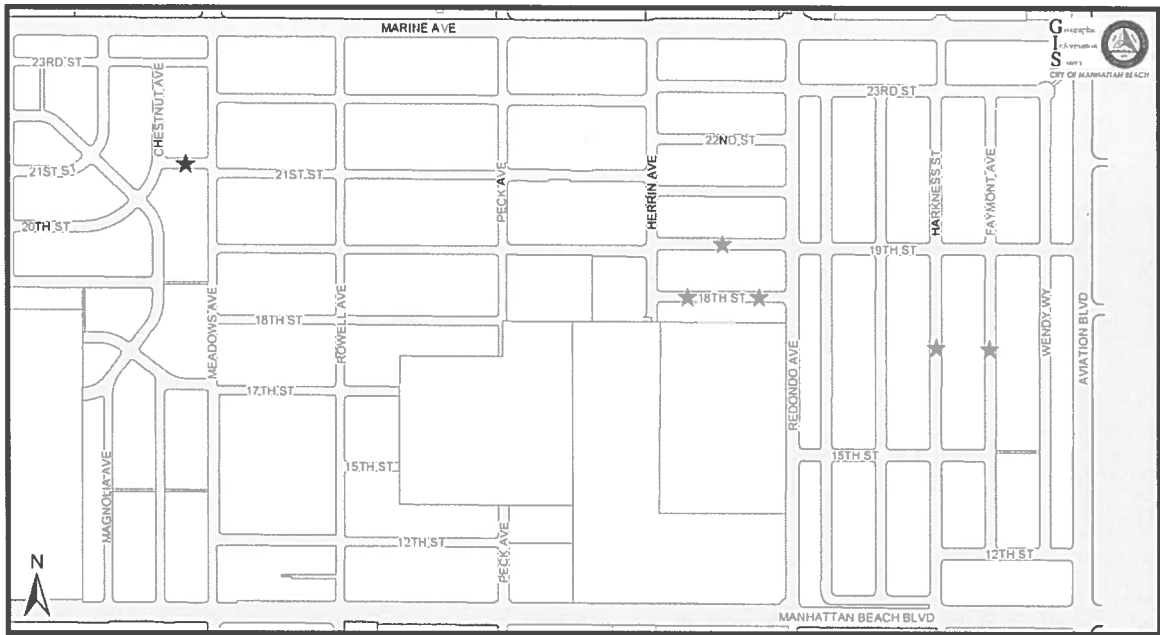 MARINE AVE
G
I
S
CITY OF MANHATTAN BEACH
23RD ST
CHESTNUT AVE
23RD ST
22ND ST
21ST ST
21ST ST
PECK AVE
HERRIN AVE
HARKNESS ST
FAYMONT AVE
20TH ST
19TH ST
18TH ST
MEADOWS AVE
18TH ST
ROWELL AVE
REDONDO AVE
WENDY WY
AVIATION BLVD
17TH ST
15TH ST
15TH ST
MAGNOLIA AVE
12TH ST
PECK AVE
12TH ST
N
MANHATTAN BEACH BLVD